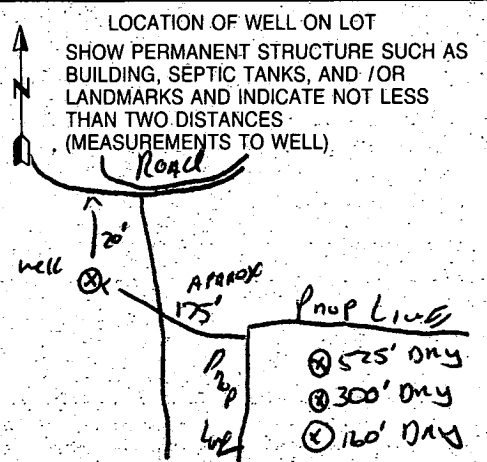 LOCATION OF WELL ON LOT
SHOW PERMANENT STRUCTURE SUCH AS
BUILDING, SEPTIC TANKS, AND /OR
LANDMARKS AND INDICATE NOT LESS
THAN TWO DISTANCES
(MEASUREMENTS TO WELL)
N
Road
20'
well
APPROX
175'
Prop Line
Prop
Line
525' Dry
300' Dry
160' Dry